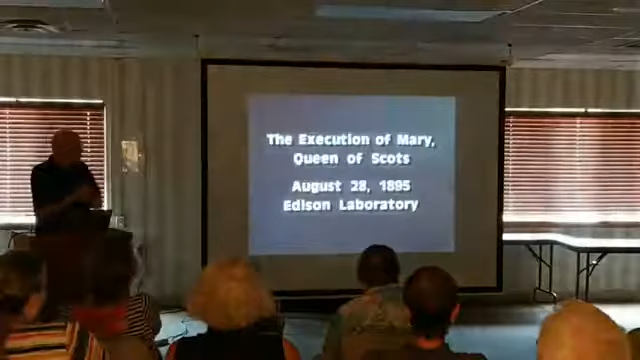 The Execution of Mary,
Queen of Scots
August 28, 1895
Edison Laboratory